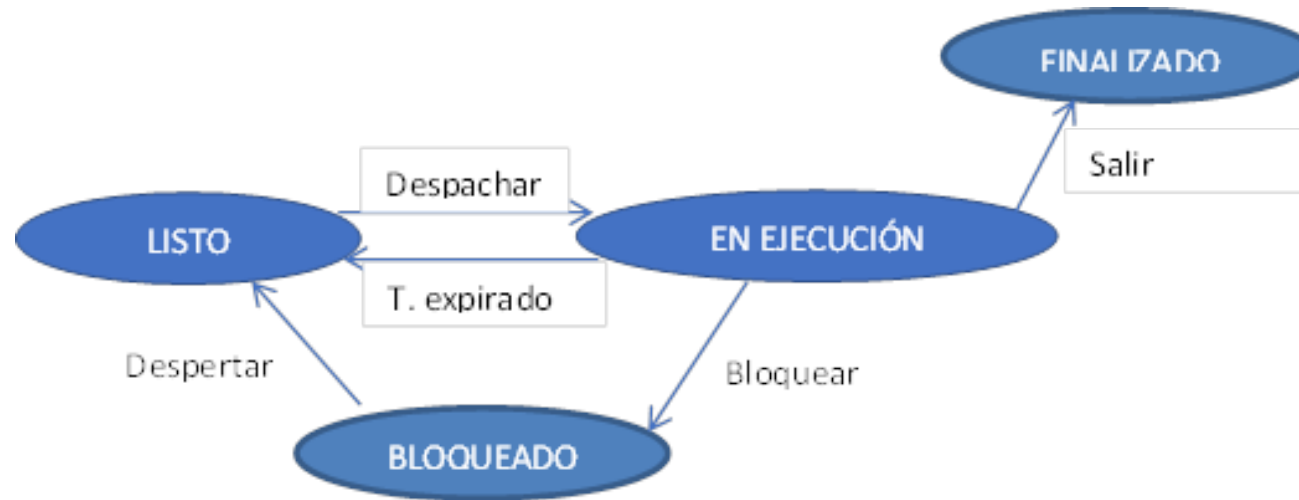 FINALIZADO
Salir
Despachar
LISTO
EN EJECUCIÓN
T. expirado
Despertar
Bloquear
BLOQUEADO